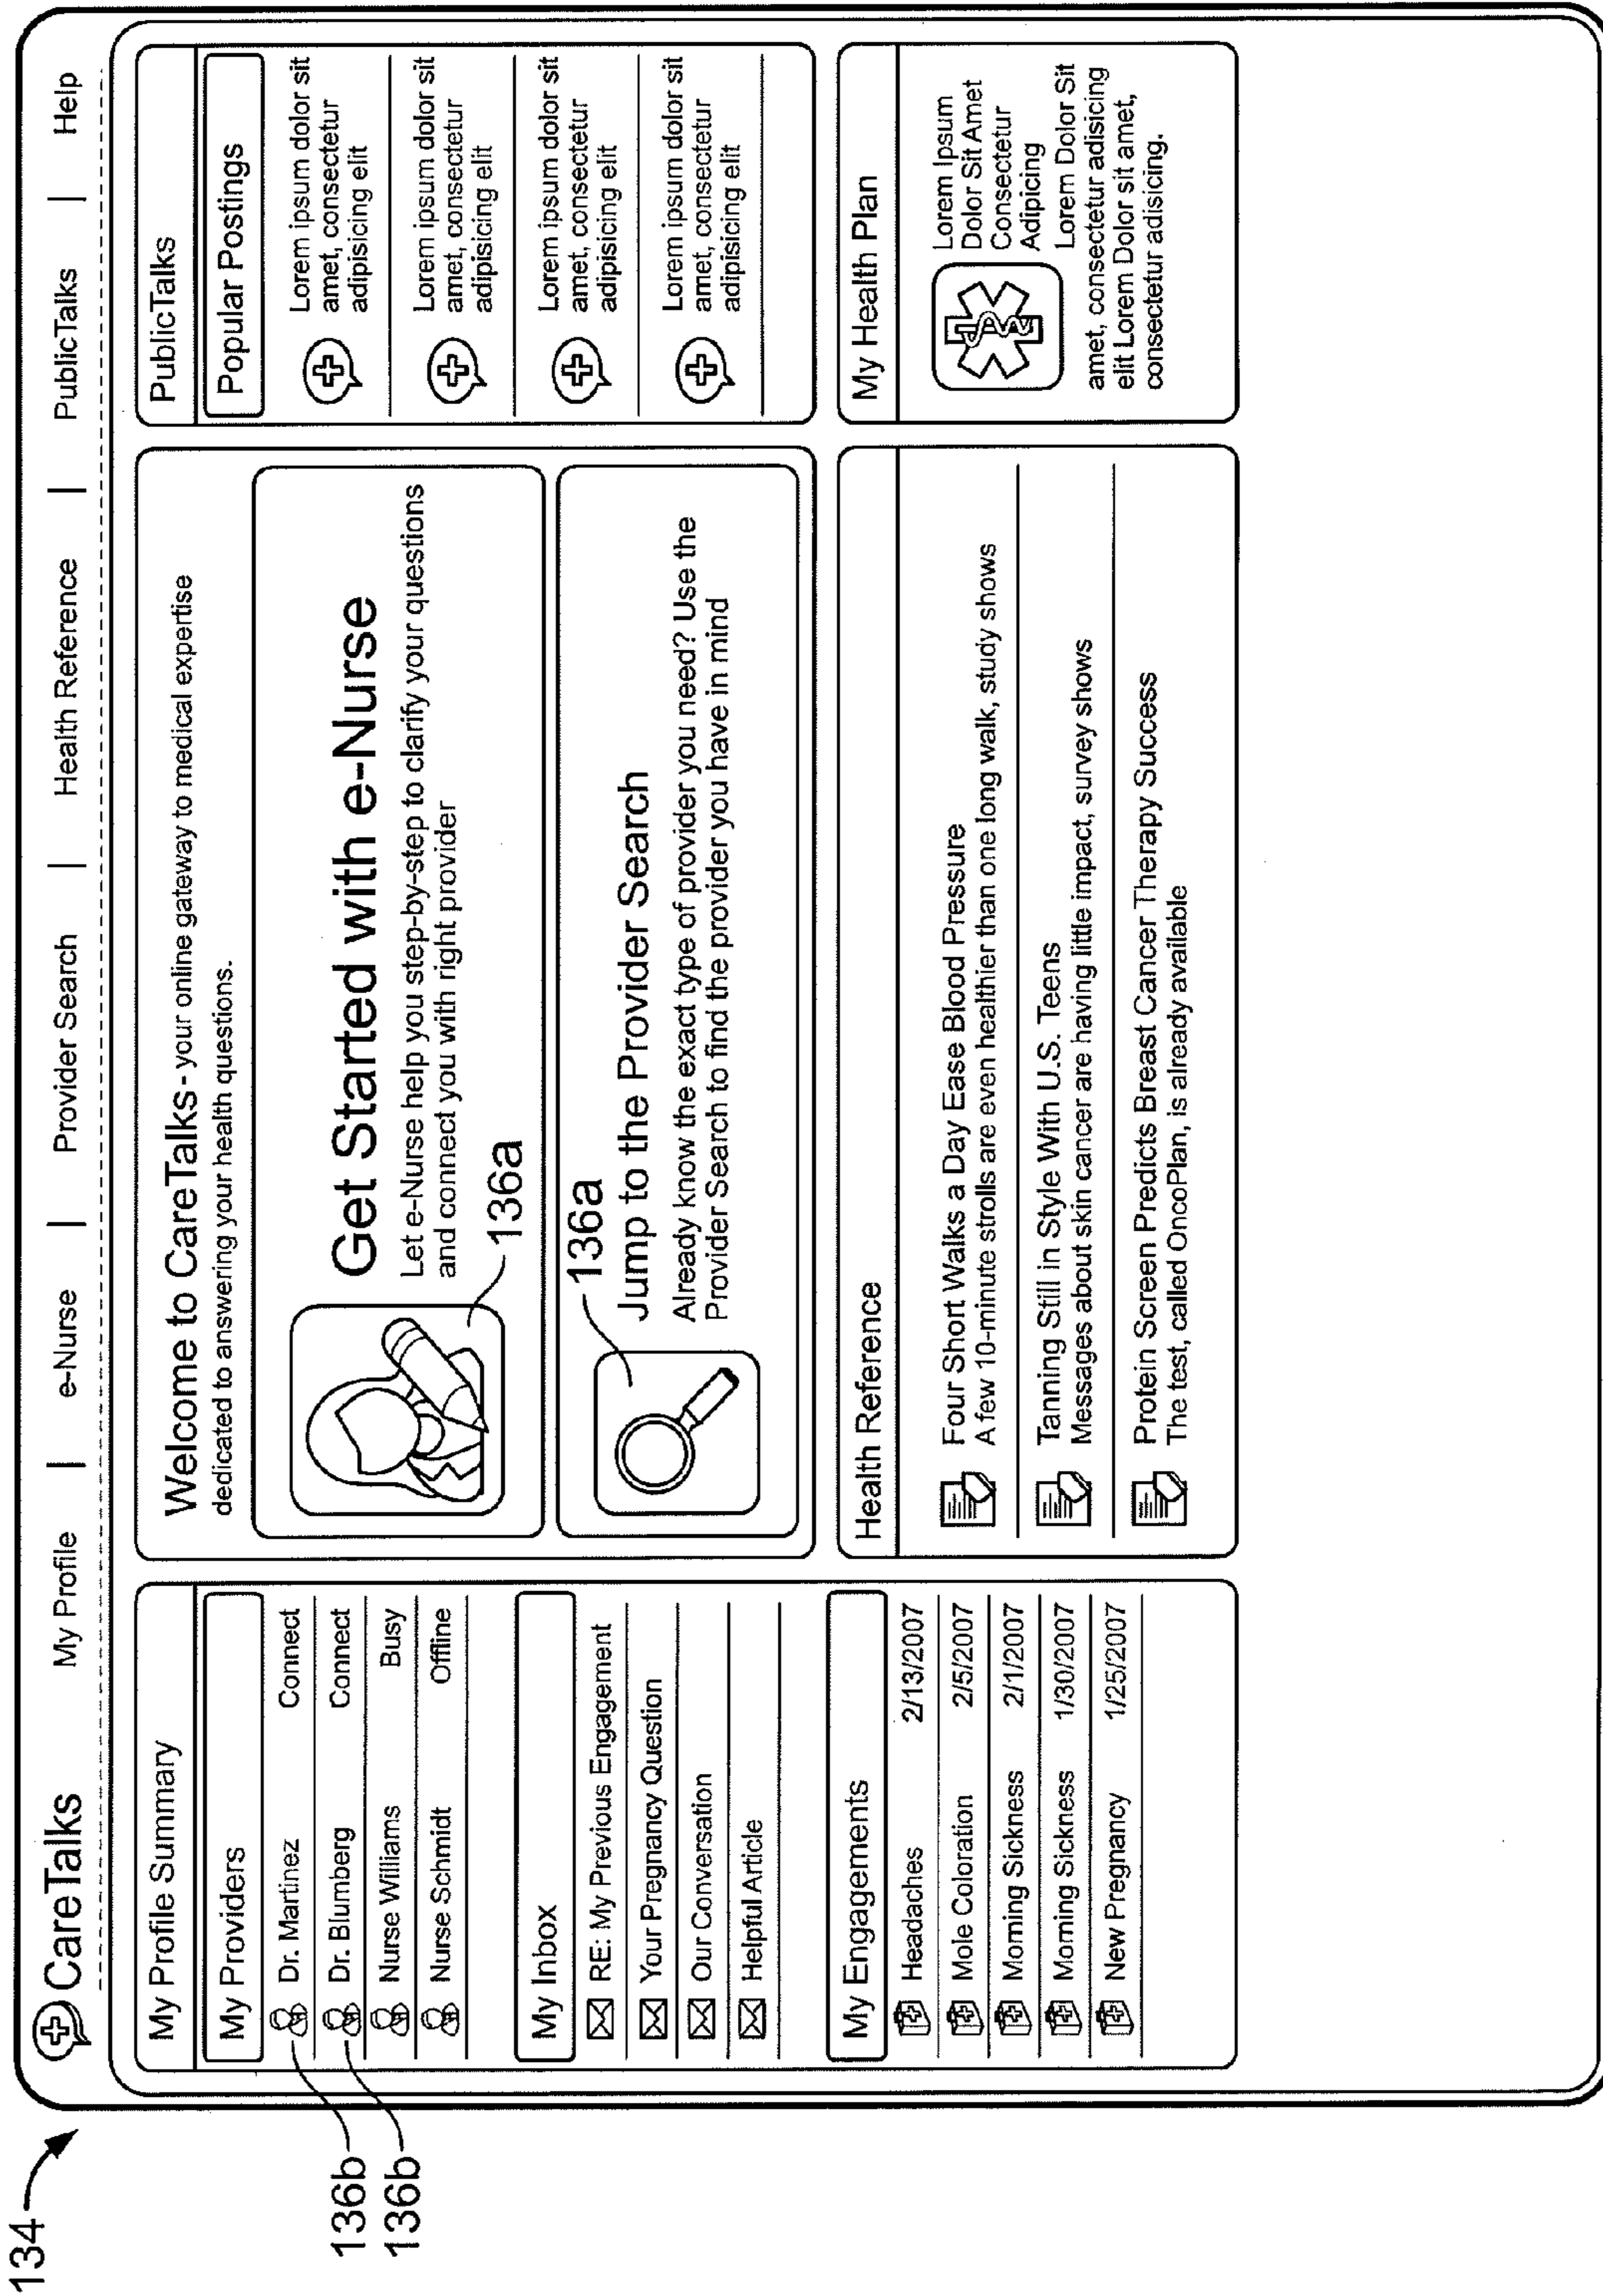 134
CareTalks
My Profile | e-Nurse | Provider Search | Health Reference | PublicTalks | Help
My Profile Summary
My Providers
Dr. Martinez Connect
Dr. Blumberg Connect
Nurse Williams Busy
Nurse Schmidt Offline
136b
136b
My Inbox
RE: My Previous Engagement
Your Pregnancy Question
Our Conversation
Helpful Article
My Engagements
Headaches 2/13/2007
Mole Coloration 2/5/2007
Morning Sickness 2/1/2007
Morning Sickness 1/30/2007
New Pregnancy 1/25/2007
Welcome to CareTalks- your online gateway to medical expertise
dedicated to answering your health questions.
Get Started with e-Nurse
Let e-Nurse help you step-by-step to clarify your questions
and connect you with right provider
136a
136a
Jump to the Provider Search
Already know the exact type of provider you need? Use the
Provider Search to find the provider you have in mind
Health Reference
Four Short Walks a Day Ease Blood Pressure
A few 10-minute strolls are even healthier than one long walk, study shows
Tanning Still in Style With U.S. Teens
Messages about skin cancer are having little impact, survey shows
Protein Screen Predicts Breast Cancer Therapy Success
The test, called OncoPlan, is already available
PublicTalks
Popular Postings
Lorem ipsum dolor sit
amet, consectetur
adipisicing elit
Lorem ipsum dolor sit
amet, consectetur
adipisicing elit
Lorem ipsum dolor sit
amet, consectetur
adipisicing elit
Lorem ipsum dolor sit
amet, consectetur
adipisicing elit
My Health Plan
Lorem Ipsum
Dolor Sit Amet
Consectetur
Adipicing
Lorem Dolor Sit
amet, consectetur adisicing
elit Lorem Dolor sit amet,
consectetur adisicing.